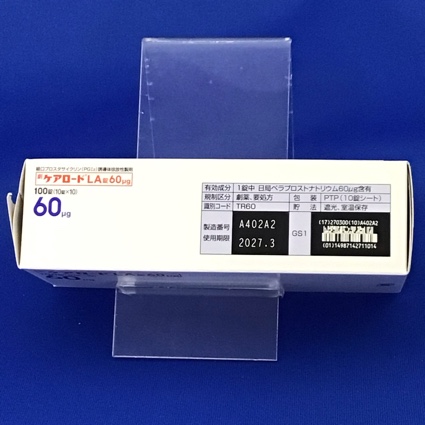 経口プロスタサイクリン(PGI₂)誘導体徐放性製剤
ケアロード®LA錠60μg
100錠(10錠×10)
60μg
有効成分 1錠中 日局ベラプロストナトリウム60μg含有
規制区分 劇薬、要処方 包装 PTP(10錠シート)
識別コード TR60 貯法 遮光、室温保存
製造番号 A402A2
使用期限 2027.3
GS1
(17)270300(10)A402A2
(01)14987142711014